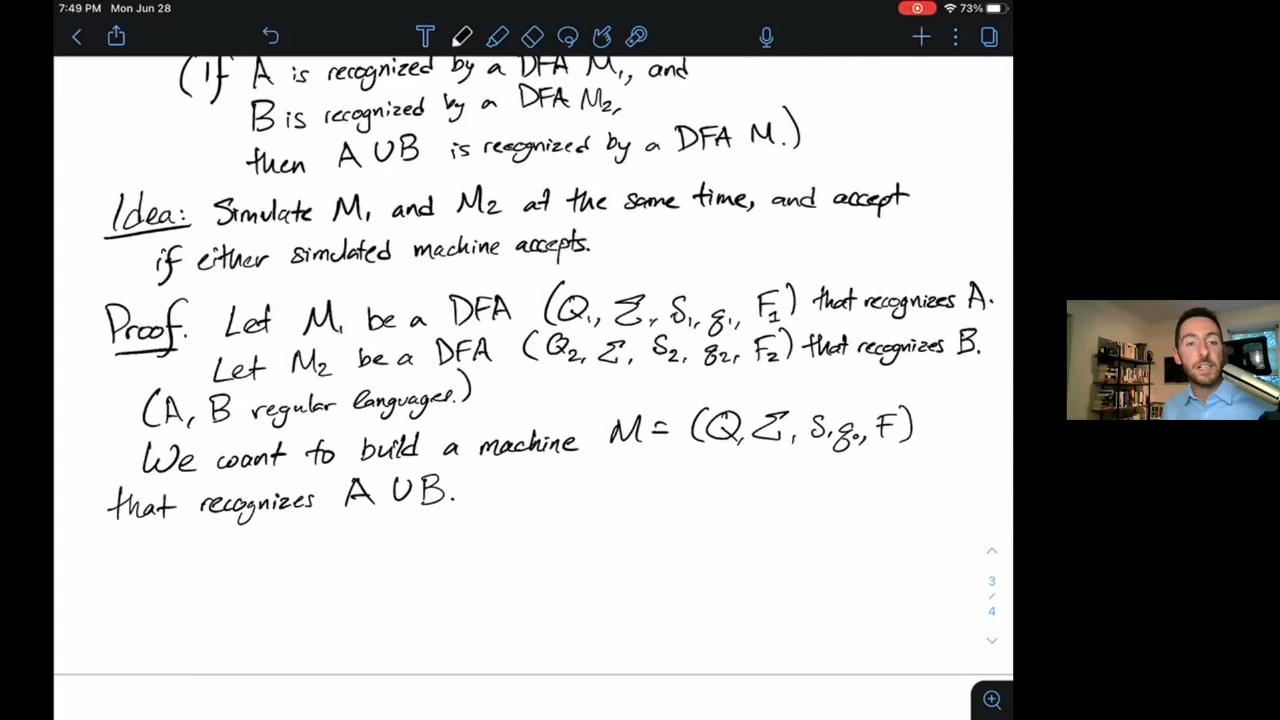 7:49 PM Mon Jun 28
73%
(If A is recognized by a DFA M₁, and
B is recognized by a DFA M₂,
then A ∪ B is recognized by a DFA M.)
Idea: Simulate M₁ and M₂ at the same time, and accept
if either simulated machine accepts.
Proof. Let M₁ be a DFA (Q₁, Σ, δ₁, q₁, F₁) that recognizes A.
Let M₂ be a DFA (Q₂, Σ, δ₂, q₂, F₂) that recognizes B.
(A, B regular languages.)
We want to build a machine M = (Q, Σ, δ, q₀, F)
that recognizes A ∪ B.
3
/
4